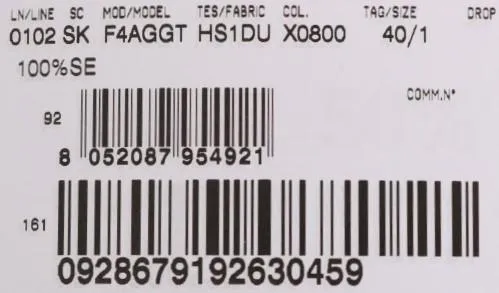 LN/LINE SC MOD/MODEL TES/FABRIC COL. TAG/SIZE DROP
0102 SK F4AGGT HS1DU X0800 40/1
100%SE
COMM.N°
92
8 052087 954921
161
0928679192630459